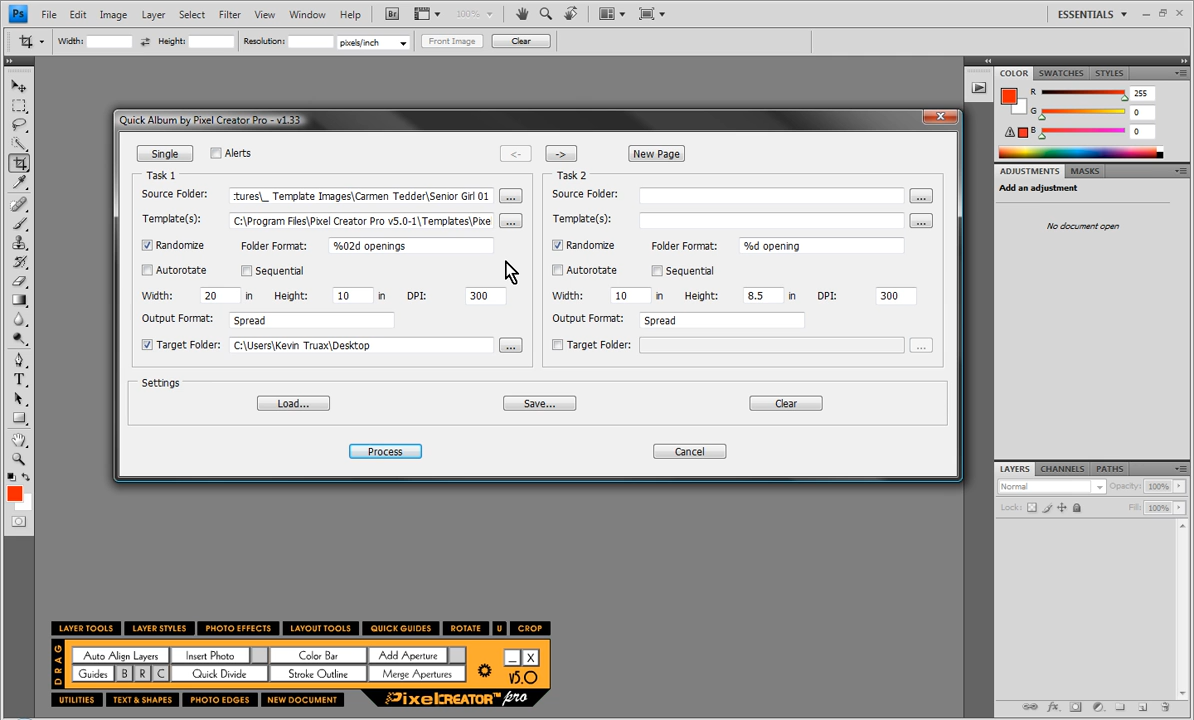 Ps File Edit Image Layer Select Filter View Window Help Br 100% ESSENTIALS
Width: Height: Resolution: pixels/inch Front Image Clear
COLOR SWATCHES STYLES
R 255
G 0
B 0
ADJUSTMENTS MASKS
Add an adjustment
No document open
Quick Album by Pixel Creator Pro - v1.33
Single Alerts <- -> New Page
Task 1
Source Folder: :tures\_ Template Images\Carmen Tedder\Senior Girl 01 ...
Template(s): C:\Program Files\Pixel Creator Pro v5.0-1\Templates\Pixe ...
Randomize Folder Format: %02d openings
Autorotate Sequential
Width: 20 in Height: 10 in DPI: 300
Output Format: Spread
Target Folder: C:\Users\Kevin Truax\Desktop ...
Task 2
Source Folder: ...
Template(s): ...
Randomize Folder Format: %d opening
Autorotate Sequential
Width: 10 in Height: 8.5 in DPI: 300
Output Format: Spread
Target Folder: ...
Settings
Load... Save... Clear
Process Cancel
LAYERS CHANNELS PATHS
Normal Opacity: 100%
Lock: Fill: 100%
T
LAYER TOOLS LAYER STYLES PHOTO EFFECTS LAYOUT TOOLS QUICK GUIDES ROTATE U CROP
DRAG
Auto Align Layers Insert Photo Color Bar Add Aperture _ X
Guides B R C Quick Divide Stroke Outline Merge Apertures v5.0
UTILITIES TEXT & SHAPES PHOTO EDGES NEW DOCUMENT PixelCREATOR™ pro